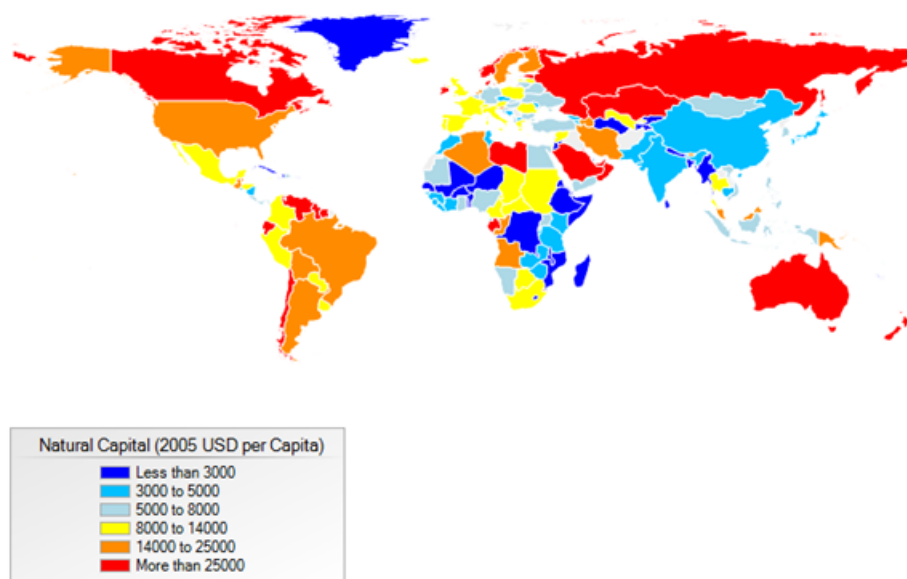 Natural Capital (2005 USD per Capita)
Less than 3000
3000 to 5000
5000 to 8000
8000 to 14000
14000 to 25000
More than 25000